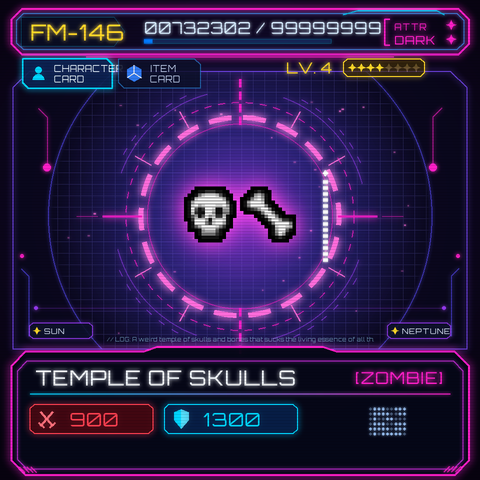 FM-146
00732302 / 99999999
ATTR
DARK
CHARACTER
CARD
ITEM
CARD
LV. 4
SUN
NEPTUNE
// LOG: A weird temple of skulls and bones that sucks the living essence of all th
TEMPLE OF SKULLS
[ZOMBIE]
900
1300